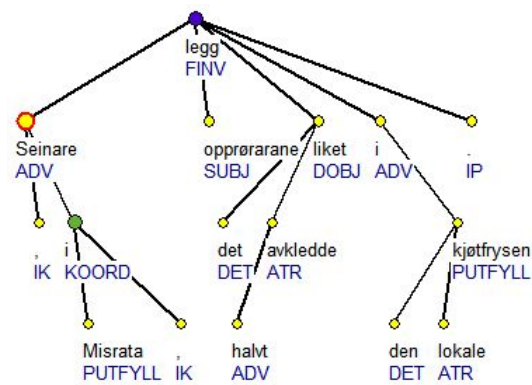 legg
FINV
Seinare opprørarane liket i .
ADV SUBJ DOBJ ADV IP
, i det avkledde kjøtfrysen
IK KOORD DET ATR PUTFYLL
Misrata , halvt den lokale
PUTFYLL IK ADV DET ATR